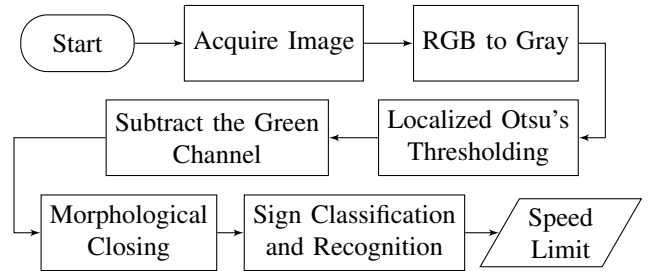 Start
Acquire Image
RGB to Gray
Localized Otsu's
Thresholding
Subtract the Green
Channel
Morphological
Closing
Sign Classification
and Recognition
Speed
Limit